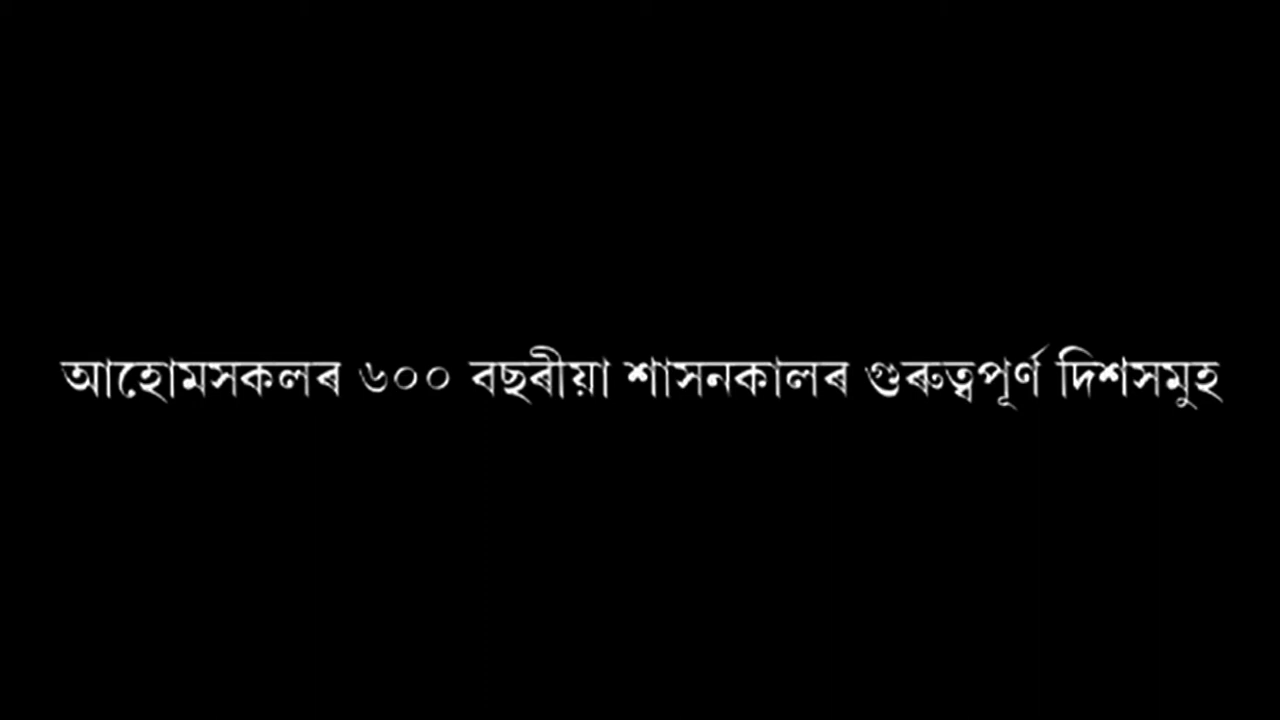 আহোমসকলৰ ৬০০ বছৰীয়া শাসনকালৰ গুৰুত্বপূৰ্ণ দিশসমুহ